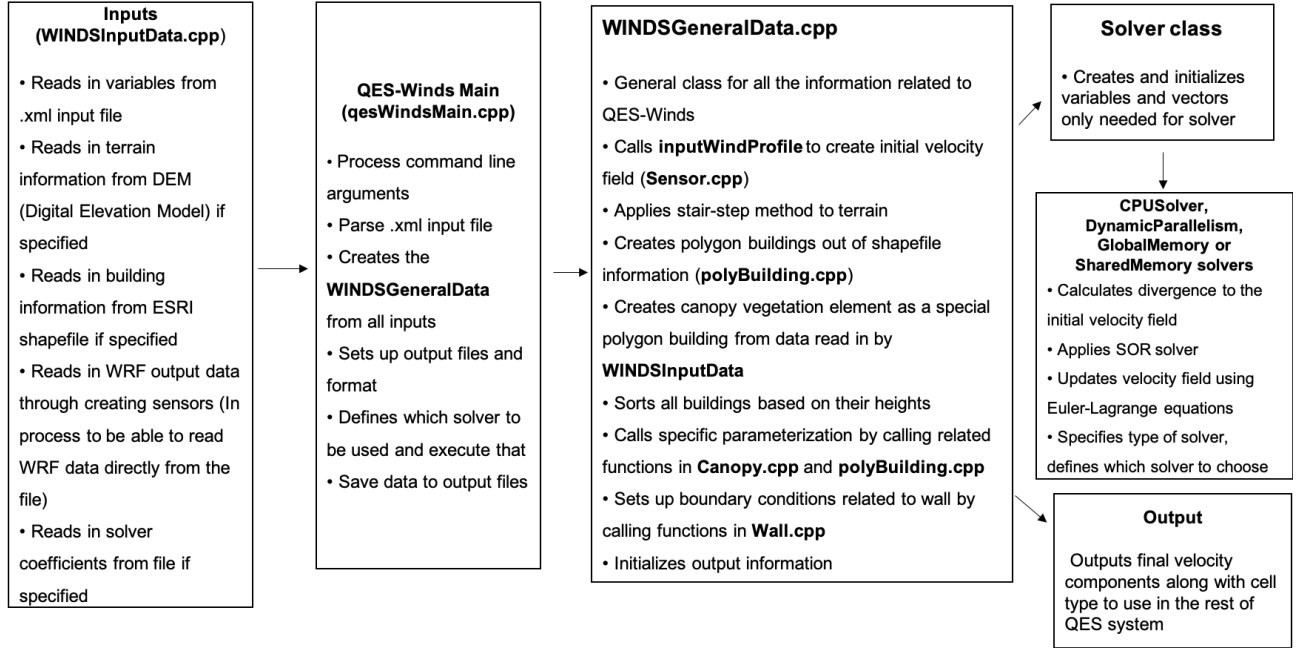 Inputs
(WINDSInputData.cpp)
• Reads in variables from
.xml input file
• Reads in terrain
information from DEM
(Digital Elevation Model) if
specified
• Reads in building
information from ESRI
shapefile if specified
• Reads in WRF output data
through creating sensors (In
process to be able to read
WRF data directly from the
file)
• Reads in solver
coefficients from file if
specified
QES-Winds Main
(qesWindsMain.cpp)
• Process command line
arguments
• Parse .xml input file
• Creates the
WINDSGeneralData
from all inputs
• Sets up output files and
format
• Defines which solver to
be used and execute that
• Save data to output files
WINDSGeneralData.cpp
• General class for all the information related to
QES-Winds
• Calls inputWindProfile to create initial velocity
field (Sensor.cpp)
• Applies stair-step method to terrain
• Creates polygon buildings out of shapefile
information (polyBuilding.cpp)
• Creates canopy vegetation element as a special
polygon building from data read in by
WINDSInputData
• Sorts all buildings based on their heights
• Calls specific parameterization by calling related
functions in Canopy.cpp and polyBuilding.cpp
• Sets up boundary conditions related to wall by
calling functions in Wall.cpp
• Initializes output information
Solver class
• Creates and initializes
variables and vectors
only needed for solver
CPUSolver,
DynamicParallelism,
GlobalMemory or
SharedMemory solvers
• Calculates divergence to the
initial velocity field
• Applies SOR solver
• Updates velocity field using
Euler-Lagrange equations
• Specifies type of solver,
defines which solver to choose
Output
Outputs final velocity
components along with cell
type to use in the rest of
QES system